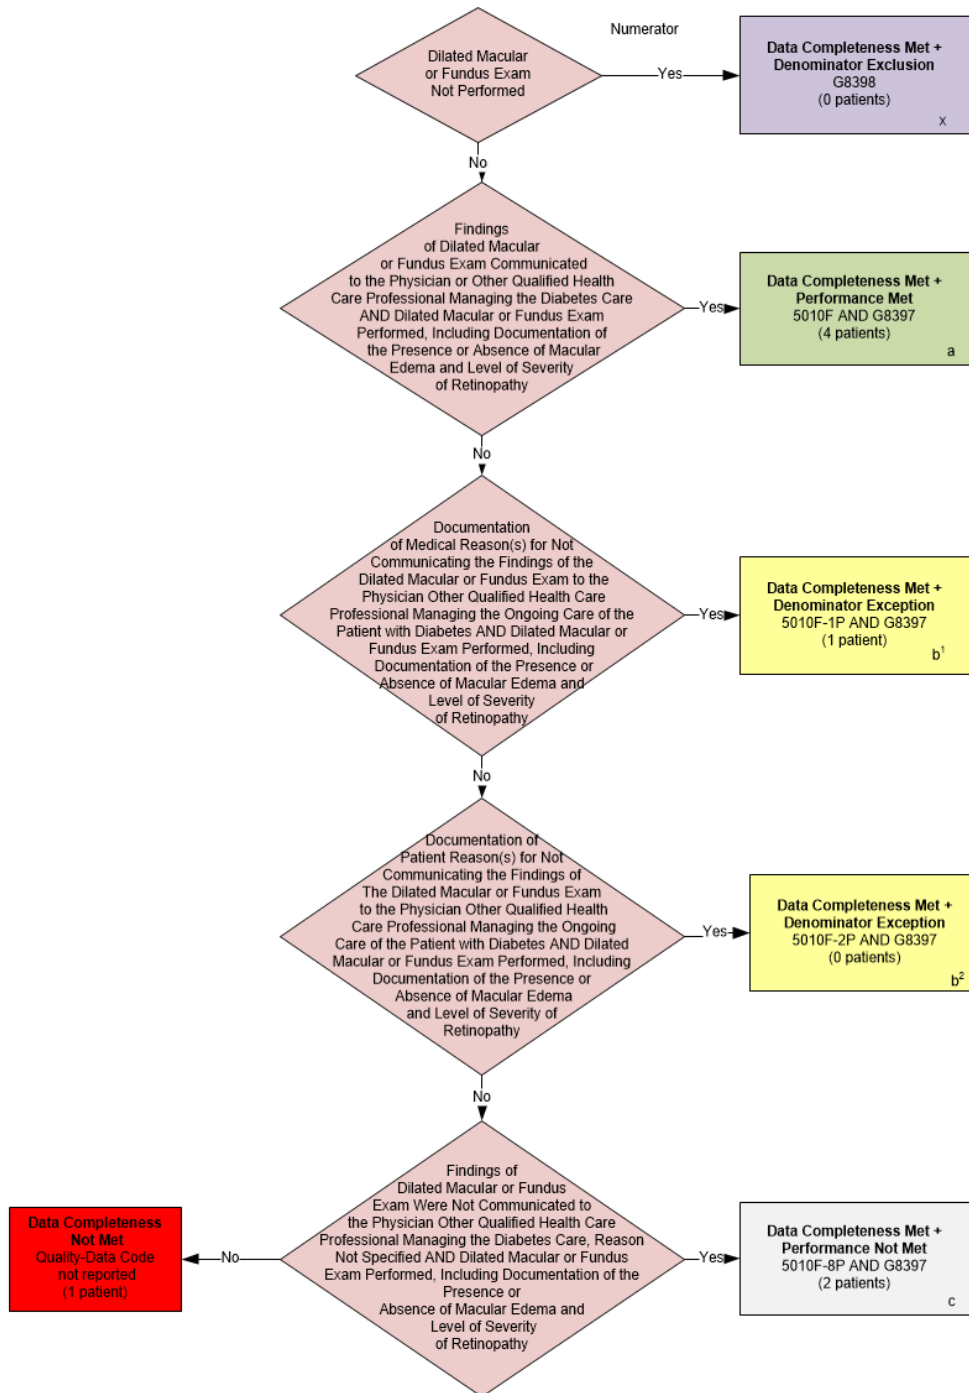 Numerator
Dilated Macular
or Fundus Exam
Not Performed
Yes
Data Completeness Met +
Denominator Exclusion
G8398
(0 patients)
x
No
Findings
of Dilated Macular
or Fundus Exam Communicated
to the Physician or Other Qualified Health
Care Professional Managing the Diabetes Care
AND Dilated Macular or Fundus Exam
Performed, Including Documentation of
the Presence or Absence of Macular
Edema and Level of Severity
of Retinopathy
Yes
Data Completeness Met +
Performance Met
5010F AND G8397
(4 patients)
a
No
Documentation
of Medical Reason(s) for Not
Communicating the Findings of the
Dilated Macular or Fundus Exam to the
Physician Other Qualified Health Care
Professional Managing the Ongoing Care of the
Patient with Diabetes AND Dilated Macular or
Fundus Exam Performed, Including
Documentation of the Presence or
Absence of Macular Edema and
Level of Severity
of Retinopathy
Yes
Data Completeness Met +
Denominator Exception
5010F-1P AND G8397
(1 patient)
b¹
No
Documentation of
Patient Reason(s) for Not
Communicating the Findings of
The Dilated Macular or Fundus Exam
to the Physician Other Qualified Health
Care Professional Managing the Ongoing
Care of the Patient with Diabetes AND Dilated
Macular or Fundus Exam Performed, Including
Documentation of the Presence or
Absence of Macular Edema
and Level of Severity of
Retinopathy
Yes
Data Completeness Met +
Denominator Exception
5010F-2P AND G8397
(0 patients)
b²
No
Findings of
Dilated Macular or Fundus
Exam Were Not Communicated to
the Physician Other Qualified Health Care
Professional Managing the Diabetes Care, Reason
Not Specified AND Dilated Macular or Fundus
Exam Performed, Including Documentation of the
Presence or
Absence of Macular Edema and
Level of Severity
of Retinopathy
No
Data Completeness
Not Met
Quality-Data Code
not reported
(1 patient)
Yes
Data Completeness Met +
Performance Not Met
5010F-8P AND G8397
(2 patients)
c